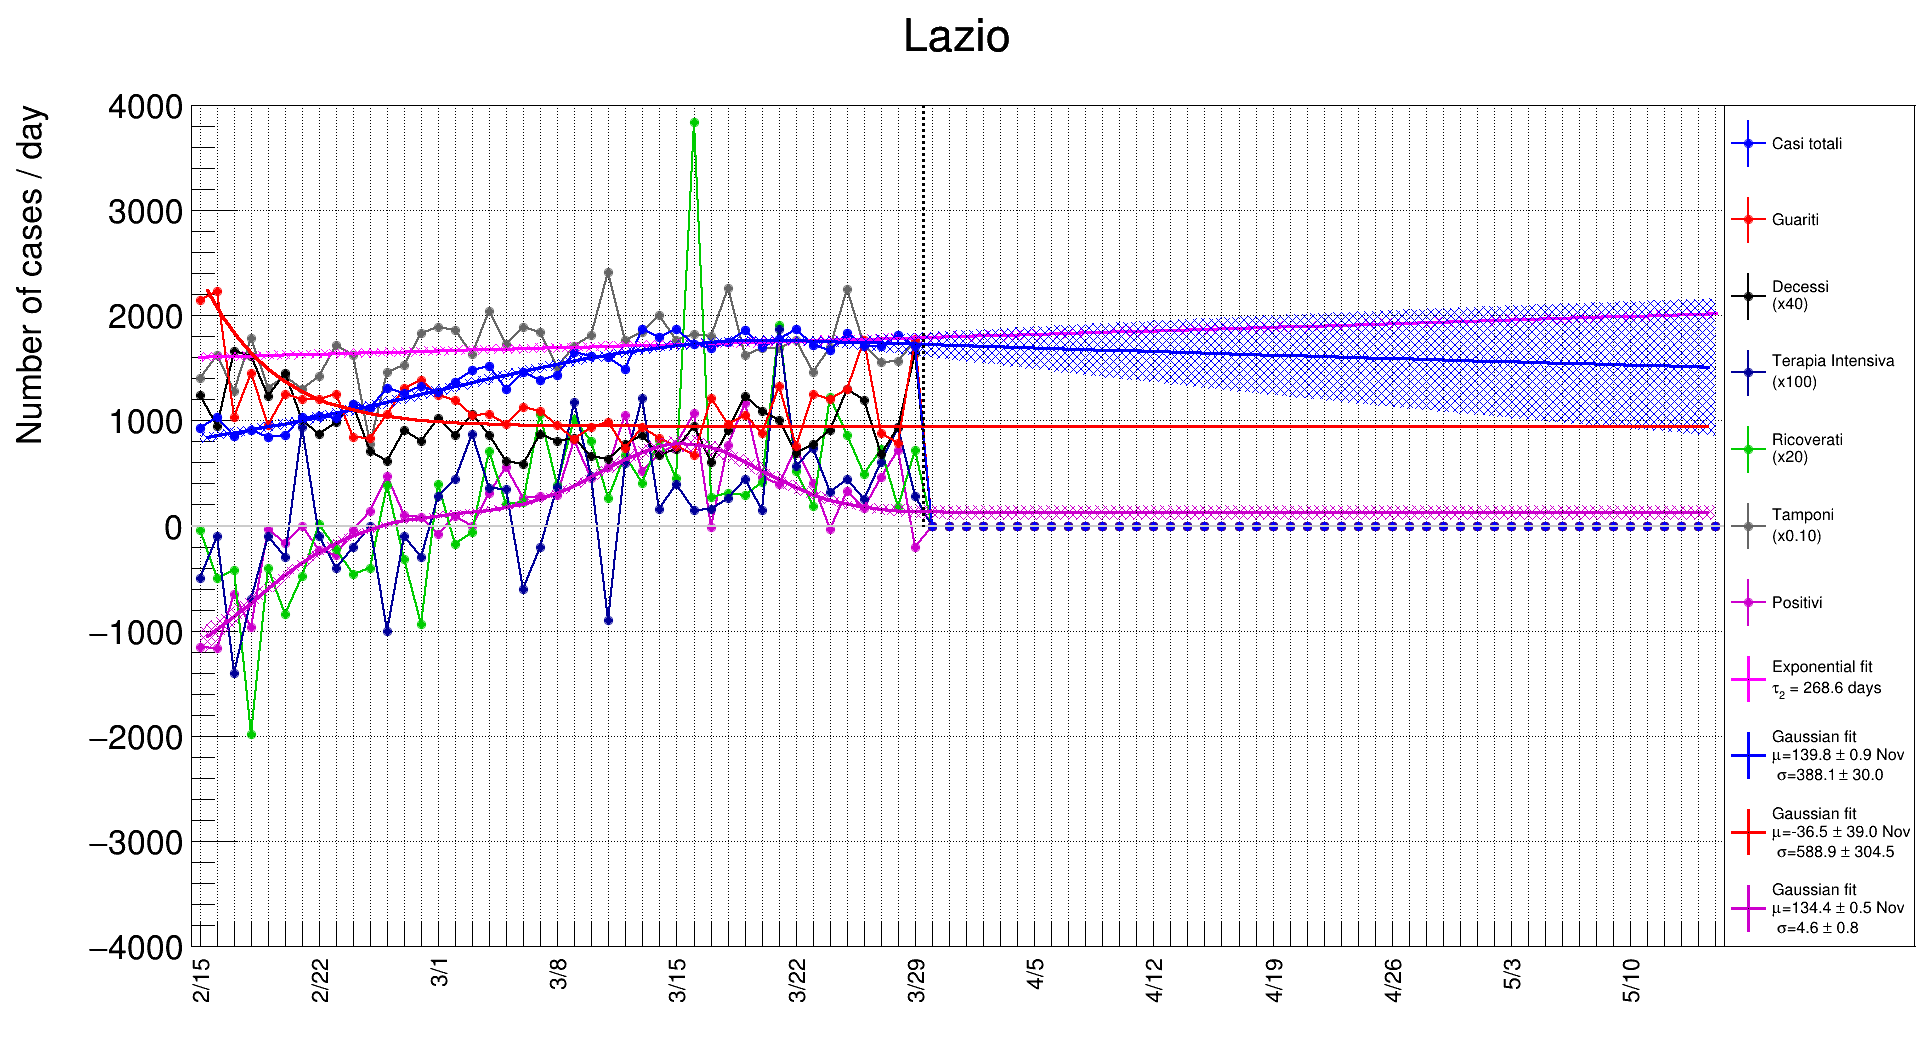 Lazio
Number of cases / day
4000
3000
2000
1000
0
−1000
−2000
−3000
−4000
2/15
2/22
3/1
3/8
3/15
3/22
3/29
4/5
4/12
4/19
4/26
5/3
5/10
Casi totali
Guariti
Decessi
(x40)
Terapia Intensiva
(x100)
Ricoverati
(x20)
Tamponi
(x0.10)
Positivi
Exponential fit
τ2 = 268.6 days
Gaussian fit
μ=139.8 ± 0.9 Nov
σ=388.1 ± 30.0
Gaussian fit
μ=-36.5 ± 39.0 Nov
σ=588.9 ± 304.5
Gaussian fit
μ=134.4 ± 0.5 Nov
σ=4.6 ± 0.8